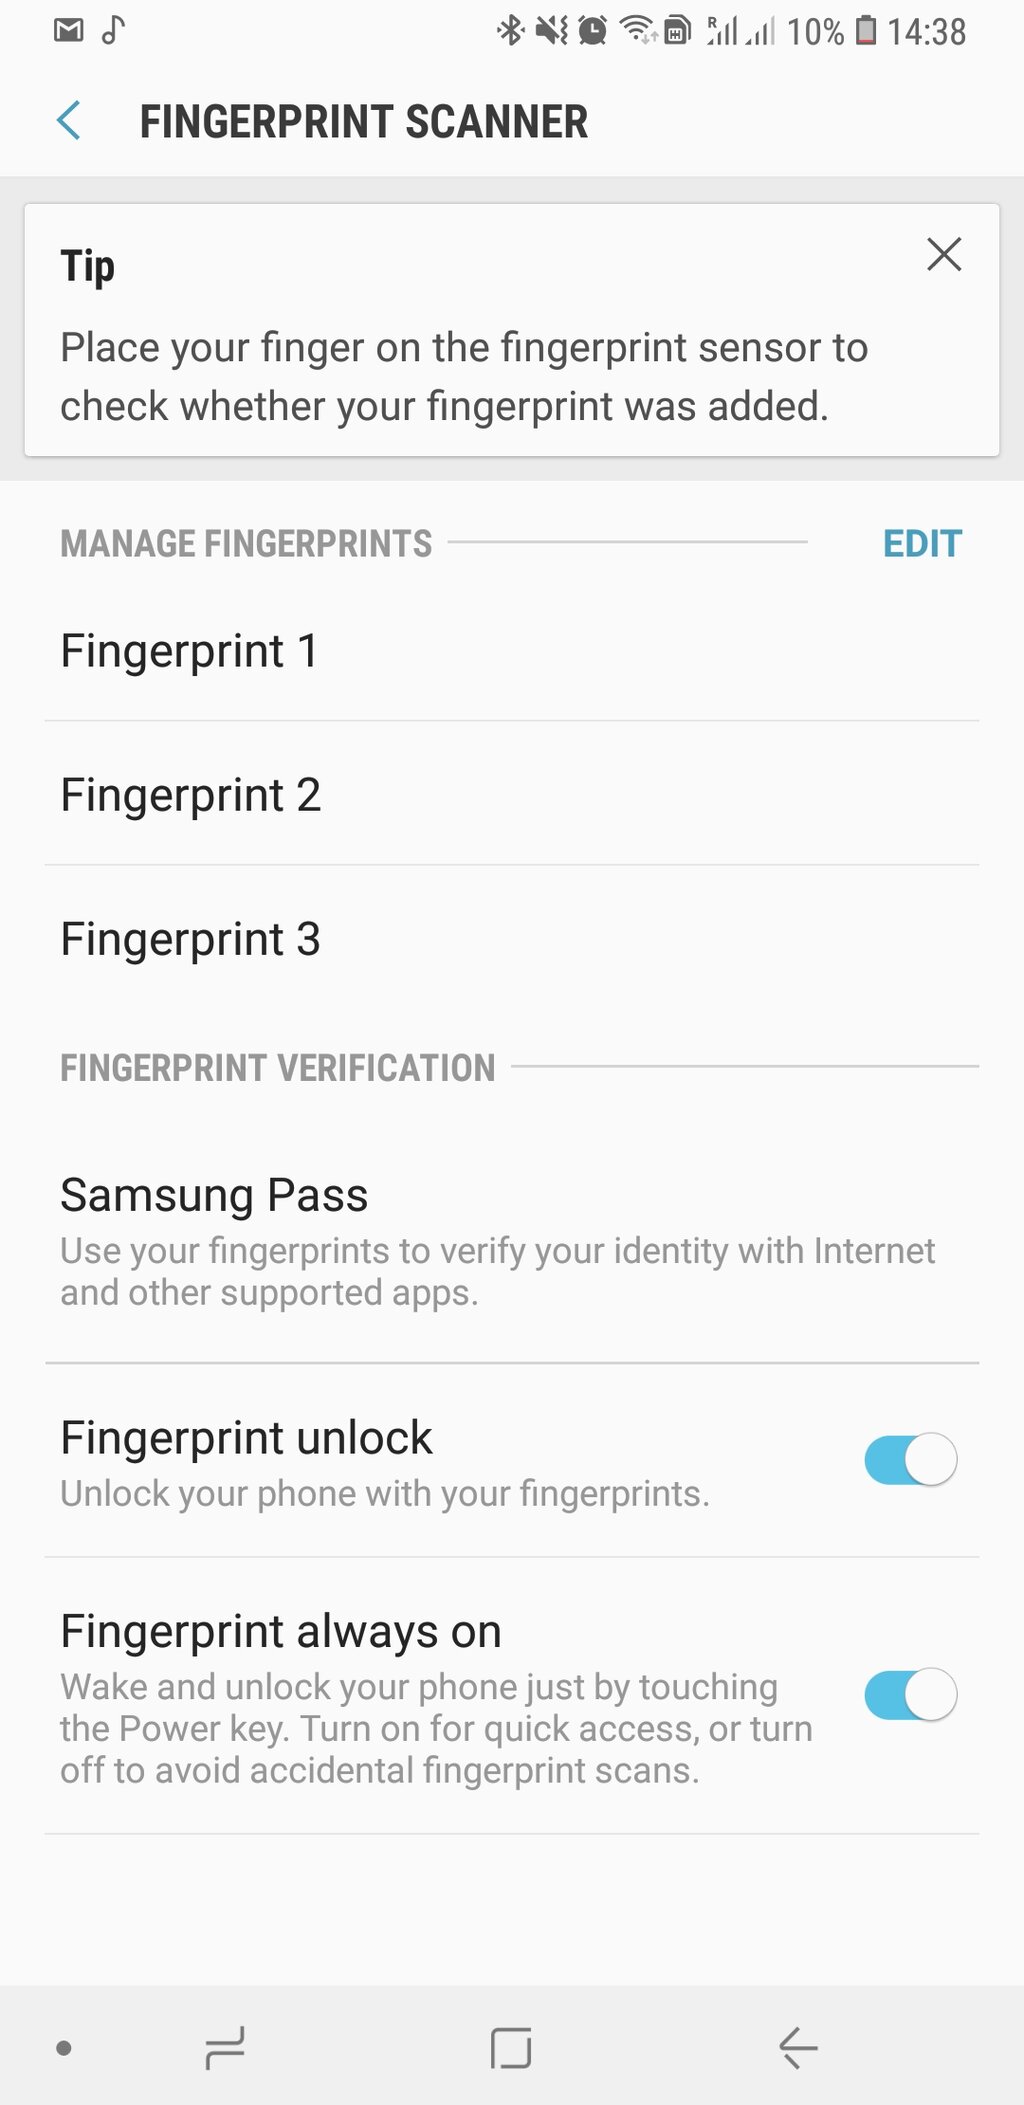 R 10% 14:38
FINGERPRINT SCANNER
Tip
Place your finger on the fingerprint sensor to
check whether your fingerprint was added.
MANAGE FINGERPRINTS EDIT
Fingerprint 1
Fingerprint 2
Fingerprint 3
FINGERPRINT VERIFICATION
Samsung Pass
Use your fingerprints to verify your identity with Internet
and other supported apps.
Fingerprint unlock
Unlock your phone with your fingerprints.
Fingerprint always on
Wake and unlock your phone just by touching
the Power key. Turn on for quick access, or turn
off to avoid accidental fingerprint scans.